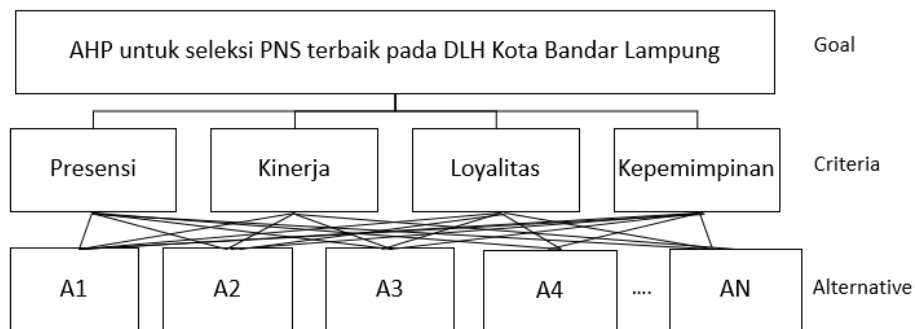 AHP untuk seleksi PNS terbaik pada DLH Kota Bandar Lampung
Goal
Presensi
Kinerja
Loyalitas
Kepemimpinan
Criteria
A1
A2
A3
A4
....
AN
Alternative